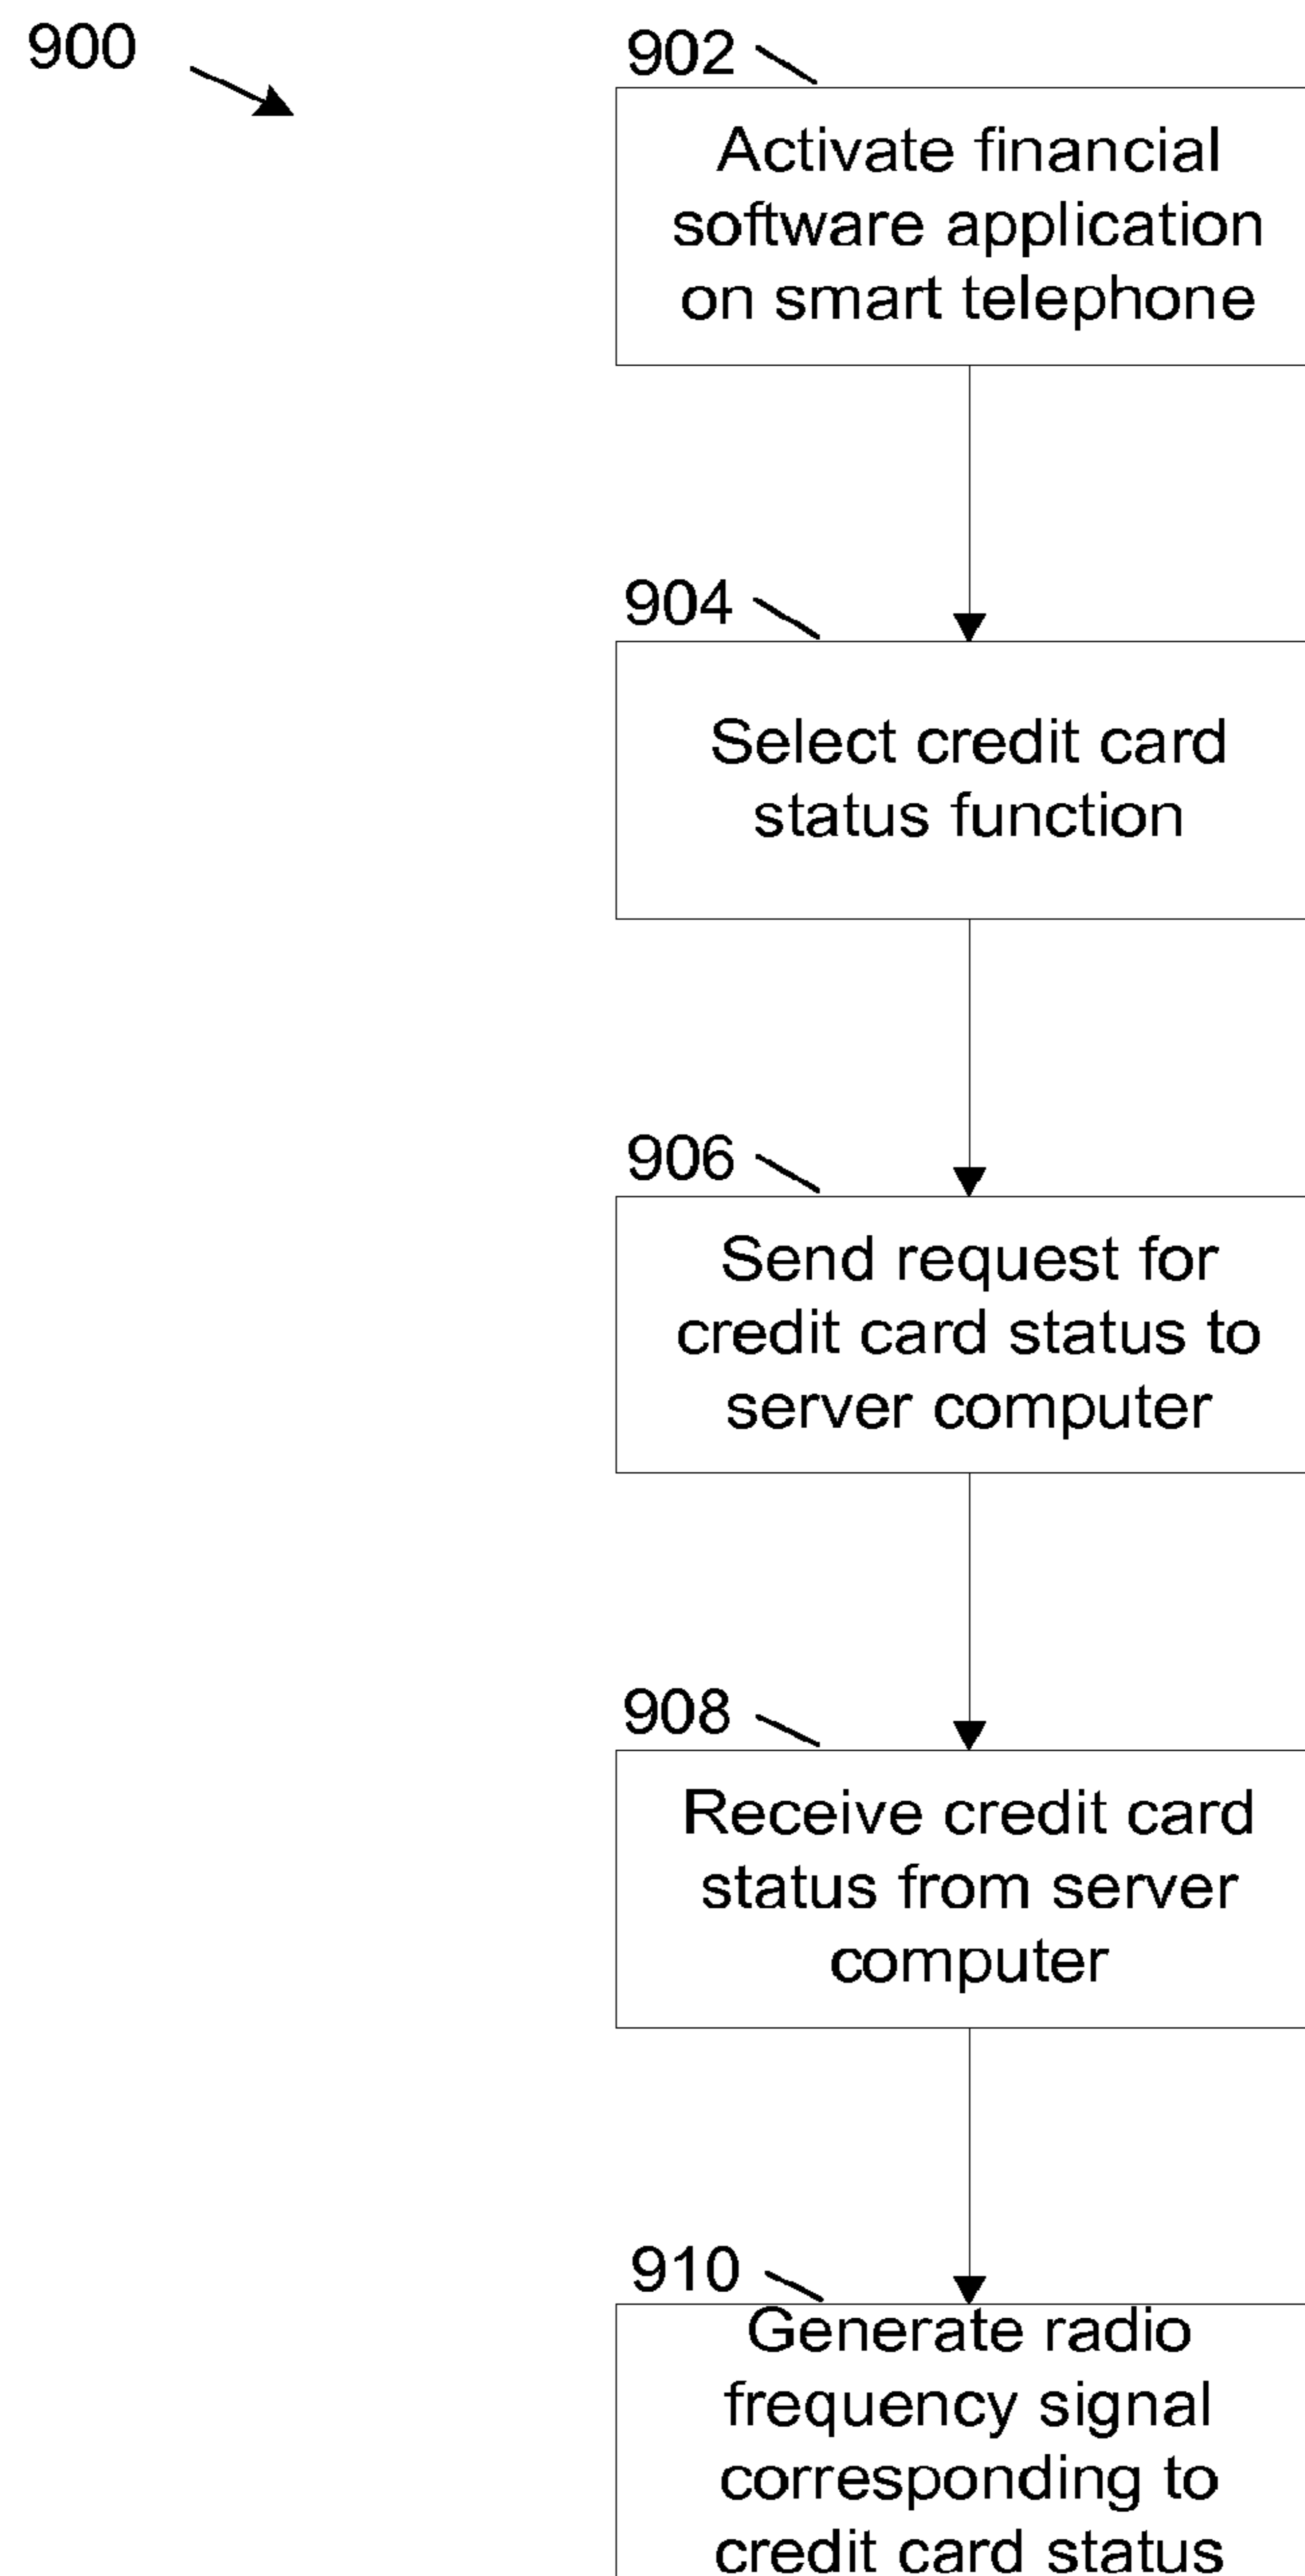 900
902
Activate financial
software application
on smart telephone
904
Select credit card
status function
906
Send request for
credit card status to
server computer
908
Receive credit card
status from server
computer
910
Generate radio
frequency signal
corresponding to
credit card status